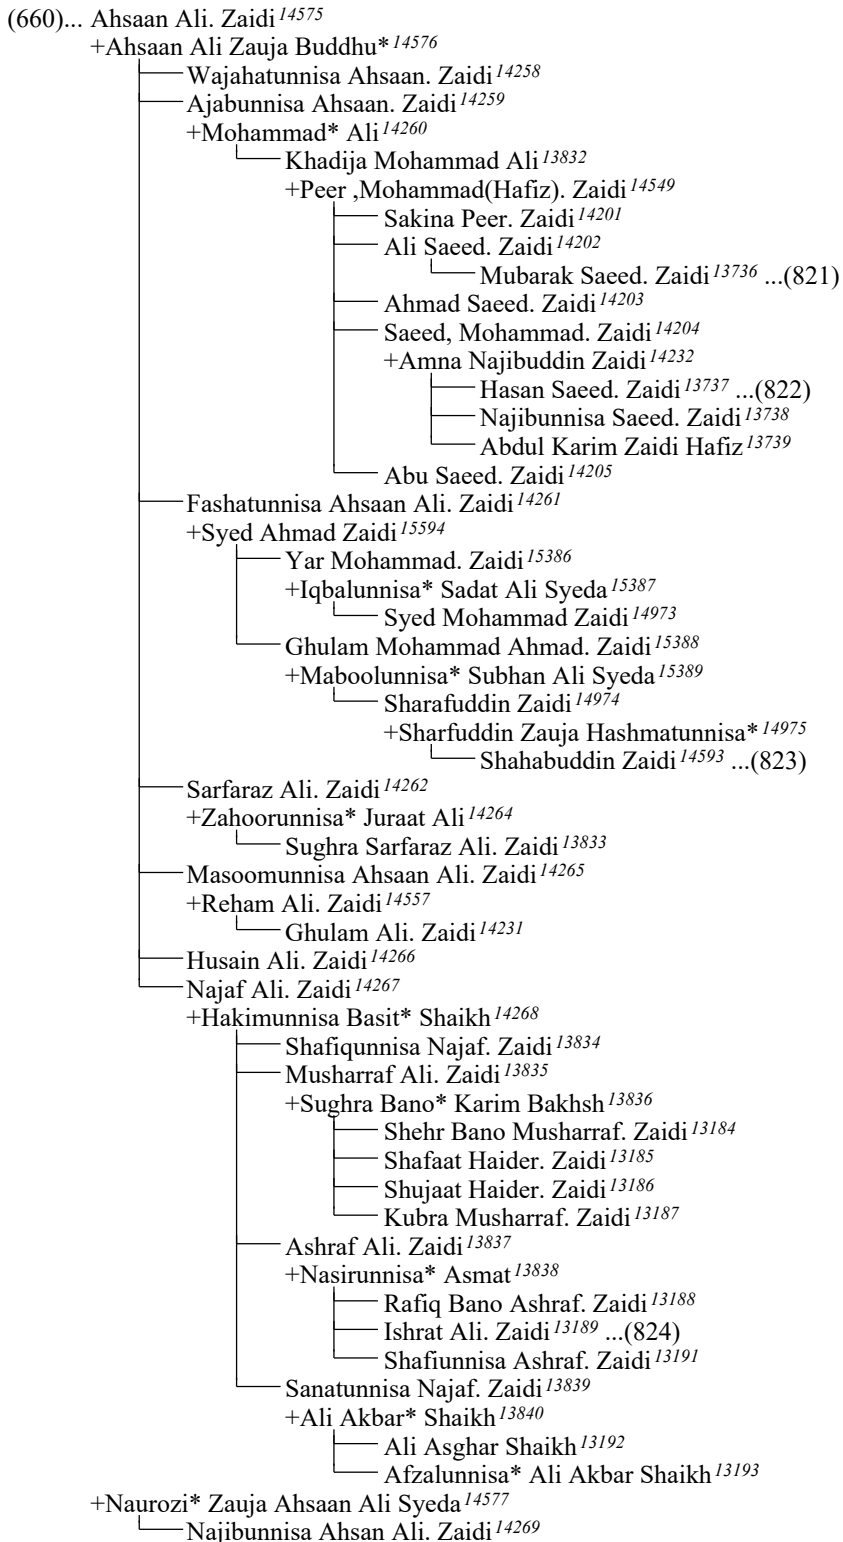 (660)... Ahsaan Ali. Zaidi 14575
+Ahsaan Ali Zauja Buddhu* 14576
Wajahatunnisa Ahsaan. Zaidi 14258
Ajabunnisa Ahsaan. Zaidi 14259
+Mohammad* Ali 14260
Khadija Mohammad Ali 13832
+Peer ,Mohammad(Hafiz). Zaidi 14549
Sakina Peer. Zaidi 14201
Ali Saeed. Zaidi 14202
Mubarak Saeed. Zaidi 13736 ...(821)
Ahmad Saeed. Zaidi 14203
Saeed, Mohammad. Zaidi 14204
+Amna Najibuddin Zaidi 14232
Hasan Saeed. Zaidi 13737 ...(822)
Najibunnisa Saeed. Zaidi 13738
Abdul Karim Zaidi Hafiz 13739
Abu Saeed. Zaidi 14205
Fashatunnisa Ahsaan Ali. Zaidi 14261
+Syed Ahmad Zaidi 15594
Yar Mohammad. Zaidi 15386
+Iqbalunnisa* Sadat Ali Syeda 15387
Syed Mohammad Zaidi 14973
Ghulam Mohammad Ahmad. Zaidi 15388
+Maboolunnisa* Subhan Ali Syeda 15389
Sharafuddin Zaidi 14974
+Sharfuddin Zauja Hashmatunnisa* 14975
Shahabuddin Zaidi 14593 ...(823)
Sarfaraz Ali. Zaidi 14262
+Zahoorunnisa* Juraat Ali 14264
Sughra Sarfaraz Ali. Zaidi 13833
Masoomunnisa Ahsaan Ali. Zaidi 14265
+Reham Ali. Zaidi 14557
Ghulam Ali. Zaidi 14231
Husain Ali. Zaidi 14266
Najaf Ali. Zaidi 14267
+Hakimunnisa Basit* Shaikh 14268
Shafiqunnisa Najaf. Zaidi 13834
Musharraf Ali. Zaidi 13835
+Sughra Bano* Karim Bakhsh 13836
Shehr Bano Musharraf. Zaidi 13184
Shafaat Haider. Zaidi 13185
Shujaat Haider. Zaidi 13186
Kubra Musharraf. Zaidi 13187
Ashraf Ali. Zaidi 13837
+Nasirunnisa* Asmat 13838
Rafiq Bano Ashraf. Zaidi 13188
Ishrat Ali. Zaidi 13189 ...(824)
Shafiunnisa Ashraf. Zaidi 13191
Sanatunnisa Najaf. Zaidi 13839
+Ali Akbar* Shaikh 13840
Ali Asghar Shaikh 13192
Afzalunnisa* Ali Akbar Shaikh 13193
+Naurozi* Zauja Ahsaan Ali Syeda 14577
Najibunnisa Ahsan Ali. Zaidi 14269